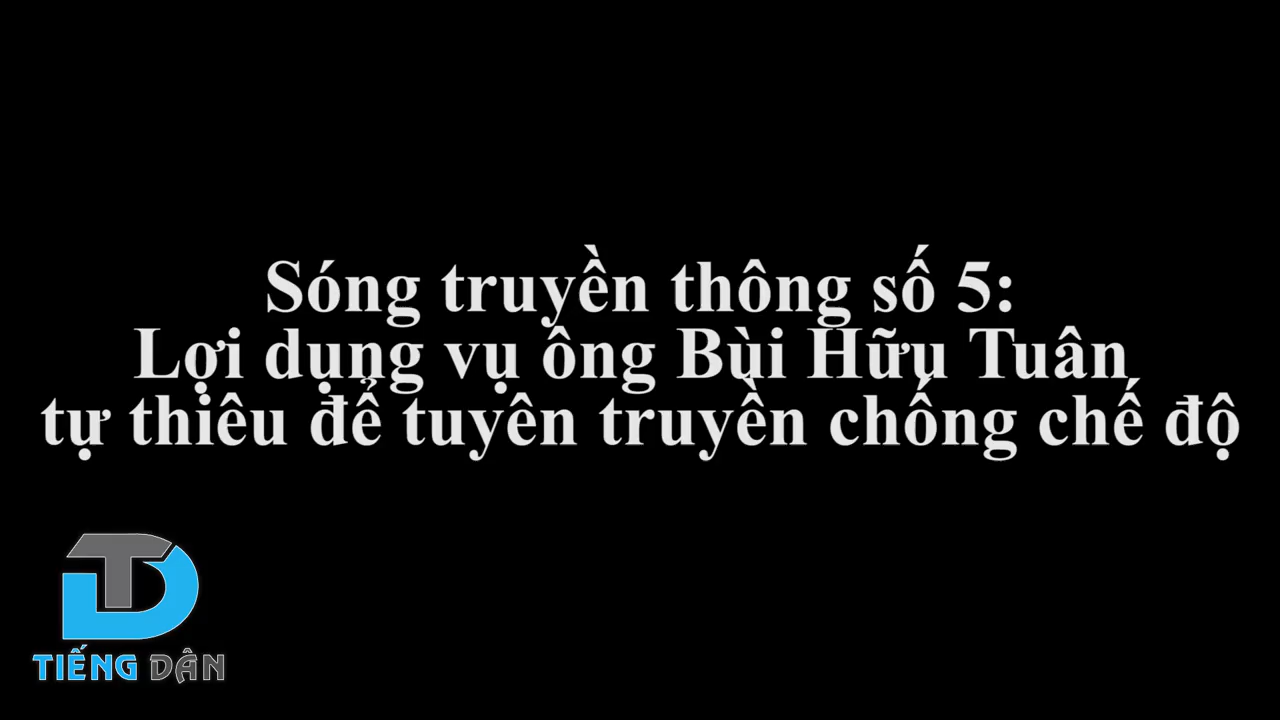 Sóng truyền thông số 5:
Lợi dụng vụ ông Bùi Hữu Tuân
tự thiêu để tuyên truyền chống chế độ
TIẾNG DÂN